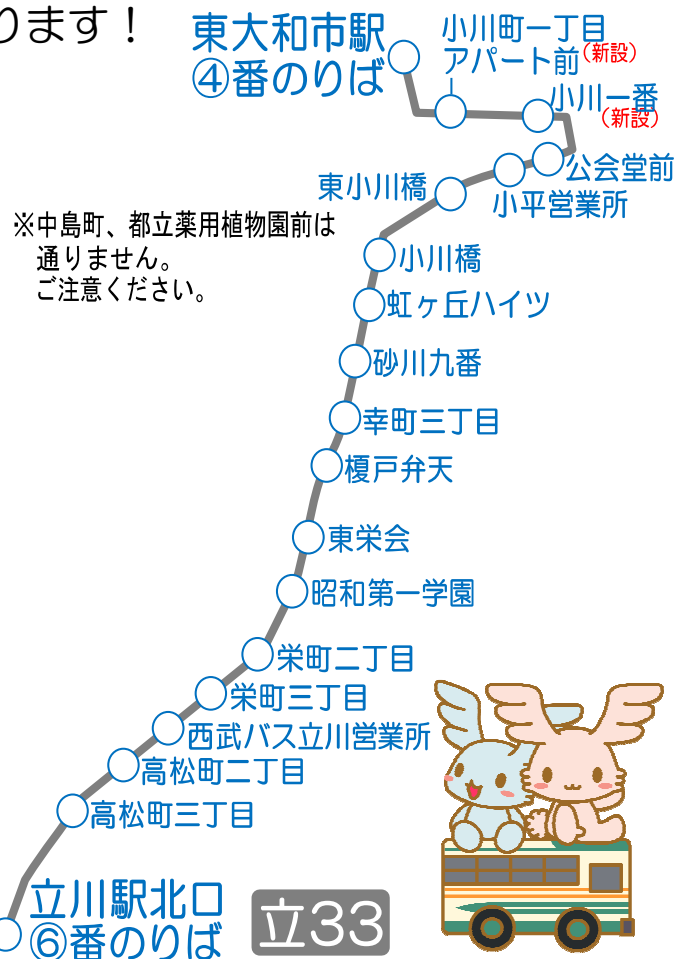 ります！
東大和市駅
④番のりば
小川町一丁目
アパート前(新設)
小川一番
(新設)
公会堂前
小平営業所
東小川橋
※中島町、都立薬用植物園前は
通りません。
ご注意ください。
小川橋
虹ヶ丘ハイツ
砂川九番
幸町三丁目
榎戸弁天
東栄会
昭和第一学園
栄町二丁目
栄町三丁目
西武バス立川営業所
高松町二丁目
高松町三丁目
立川駅北口
⑥番のりば
立33